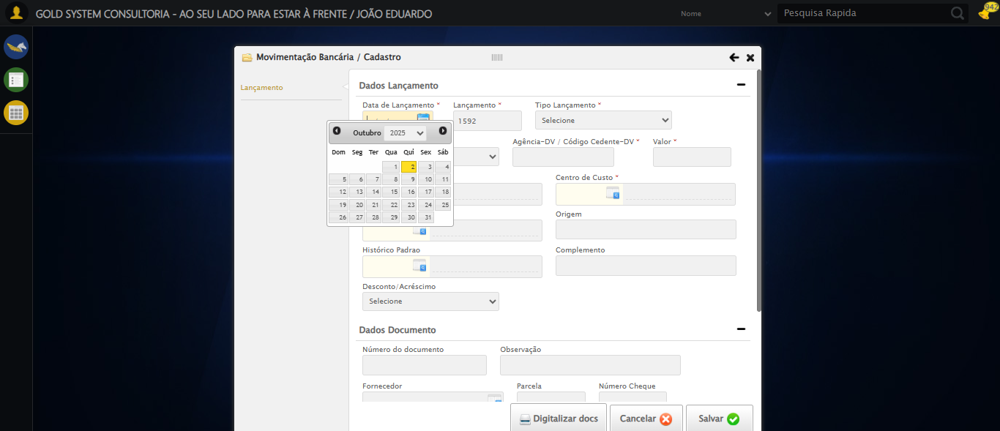 GOLD SYSTEM CONSULTORIA - AO SEU LADO PARA ESTAR À FRENTE / JOÃO EDUARDO
Nome
Pesquisa Rapida
942
Movimentação Bancária / Cadastro
Lançamento
Dados Lançamento
Data de Lançamento * Lançamento * Tipo Lançamento *
1592 Selecione
Outubro 2025
Agência-DV / Código Cedente-DV * Valor *
Dom Seg Ter Qua Qui Sex Sáb
1 2 3 4
5 6 7 8 9 10 11
12 13 14 15 16 17 18
19 20 21 22 23 24 25
26 27 28 29 30 31
Centro de Custo *
Origem
Histórico Padrao Complemento
Desconto/Acréscimo
Selecione
Dados Documento
Número do documento Observação
Fornecedor Parcela Número Cheque
Digitalizar docs Cancelar Salvar